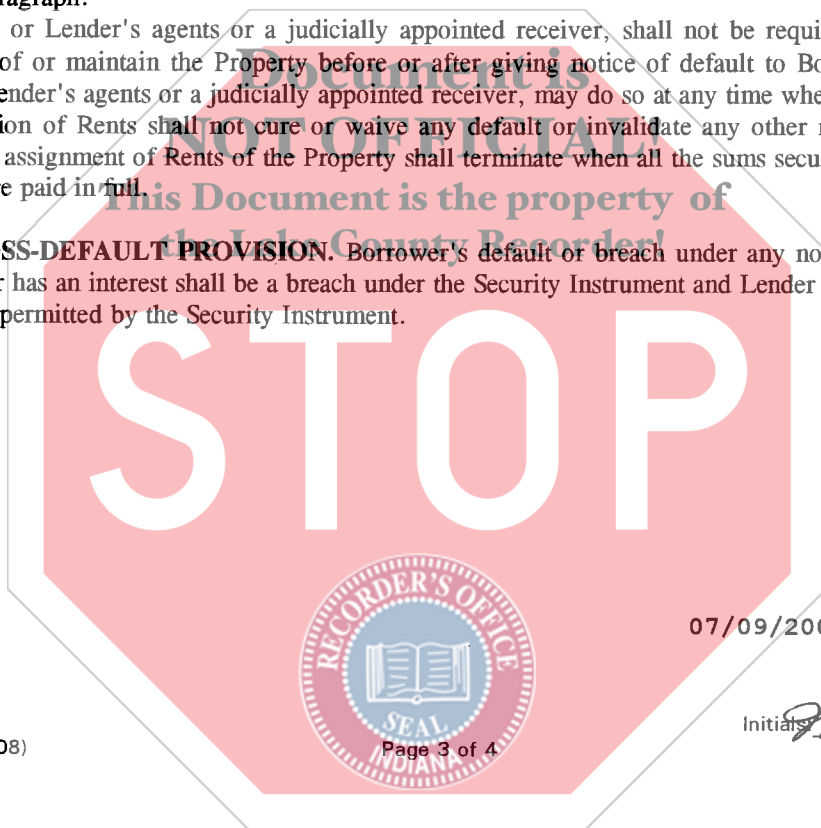 ragraph.
or Lender's agents or a judicially appointed receiver, shall not be requi
of or maintain the Property before or after giving notice of default to Bo
ender's agents or a judicially appointed receiver, may do so at any time whe
ion of Rents shall not cure or waive any default or invalidate any other r
assignment of Rents of the Property shall terminate when all the sums secu
e paid in full.
Document is
NOT OFFICIAL!
This Document is the property of
the Lake County Recorder!
SS-DEFAULT PROVISION. Borrower's default or breach under any no
r has an interest shall be a breach under the Security Instrument and Lender
permitted by the Security Instrument.
STOP
RECORDER'S OFFICE
SEAL
INDIANA
07/09/200
Initials
08)
Page 3 of 4